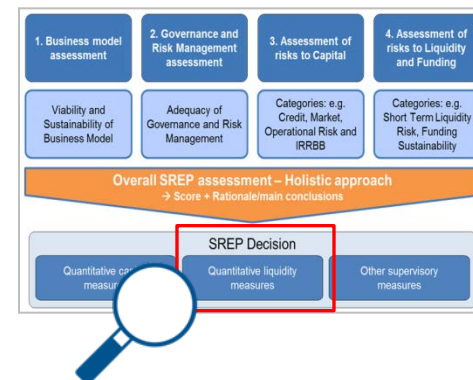 1. Business model
assessment
2. Governance and
Risk Management
assessment
3. Assessment of
risks to Capital
4. Assessment of
risks to Liquidity
and Funding
Viability and
Sustainability of
Business Model
Adequacy of
Governance and Risk
Management
Categories: e.g.
Credit, Market,
Operational Risk and
IRRBB
Categories: e.g.
Short Term Liquidity
Risk, Funding
Sustainability
Overall SREP assessment – Holistic approach
→ Score + Rationale/main conclusions
SREP Decision
Quantitative
Quantitative liquidity
measures
Other supervisory
measures